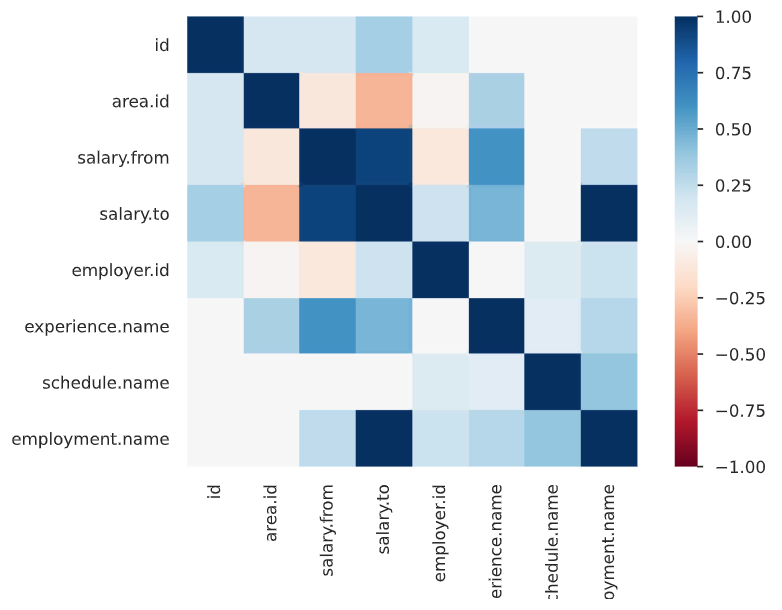 id
area.id
salary.from
salary.to
employer.id
experience.name
schedule.name
employment.name
1.00
0.75
0.50
0.25
0.00
−0.25
−0.50
−0.75
−1.00
id
area.id
salary.from
salary.to
employer.id
erience.name
chedule.name
oyment.name